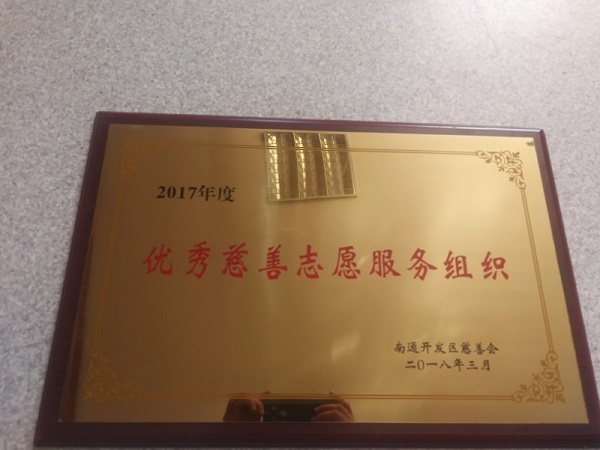 2017年度
优秀慈善志愿服务组织
南通开发区慈善会
二〇一八年三月